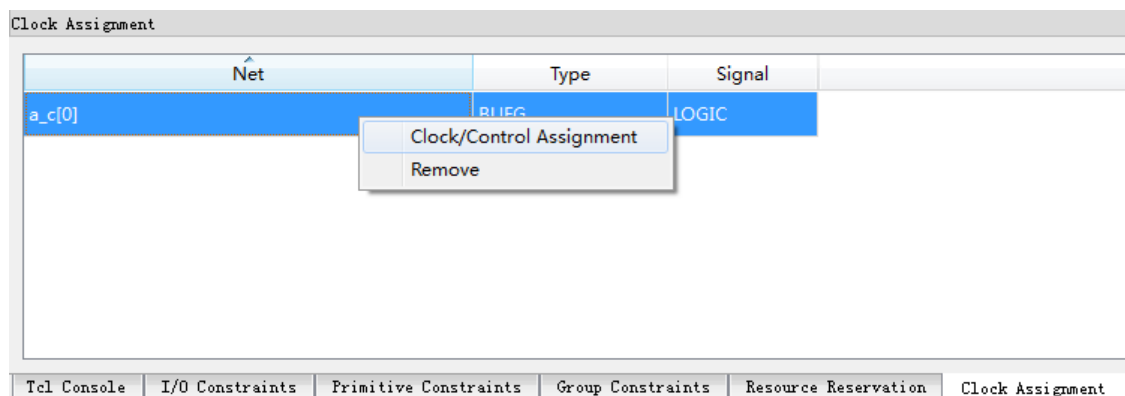 Clock Assignment
Net Type Signal
a_c[0] BUFG LOGIC
Clock/Control Assignment
Remove
Tcl Console I/O Constraints Primitive Constraints Group Constraints Resource Reservation Clock Assignment